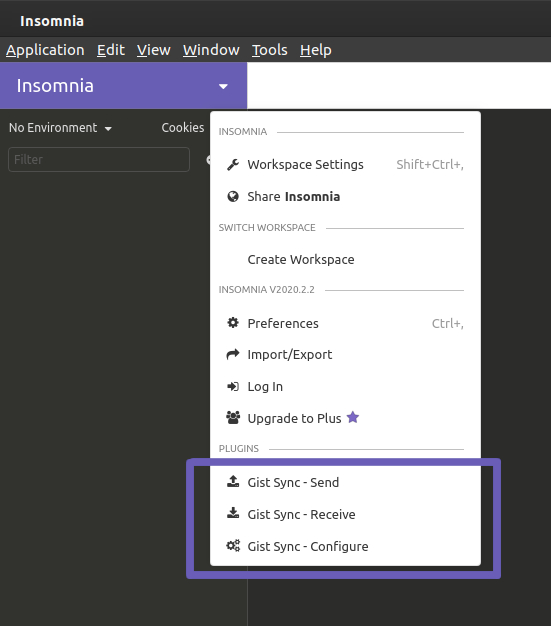 Insomnia
Application Edit View Window Tools Help
Insomnia
No Environment Cookies
Filter
INSOMNIA
Workspace Settings Shift+Ctrl+,
Share Insomnia
SWITCH WORKSPACE
Create Workspace
INSOMNIA V2020.2.2
Preferences Ctrl+,
Import/Export
Log In
Upgrade to Plus
PLUGINS
Gist Sync - Send
Gist Sync - Receive
Gist Sync - Configure